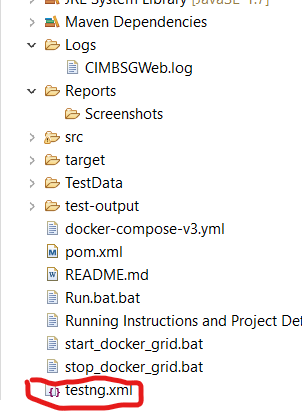 JRE System Library [JavaSE-1.7]
Maven Dependencies
Logs
CIMBSGWeb.log
Reports
Screenshots
src
target
TestData
test-output
docker-compose-v3.yml
pom.xml
README.md
Run.bat.bat
Running Instructions and Project Det
start_docker_grid.bat
stop_docker_grid.bat
testng.xml